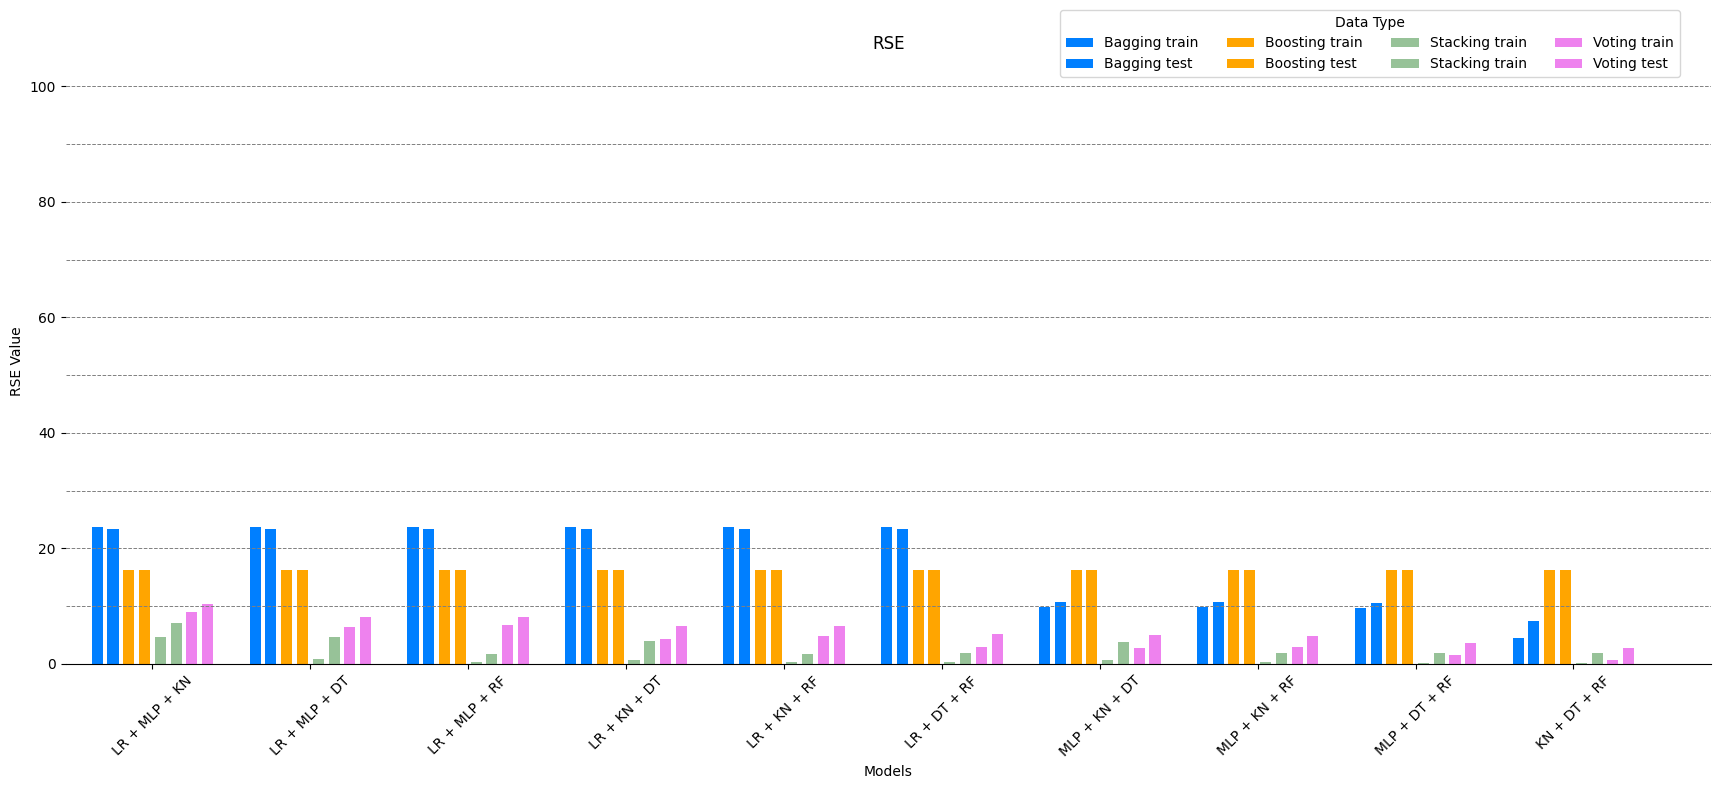 Data Type
RSE
Bagging train Boosting train Stacking train Voting train
Bagging test Boosting test Stacking train Voting test
100
80
60
40
20
0
RSE Value
LR + MLP + KN
LR + MLP + DT
LR + MLP + RF
LR + KN + DT
LR + KN + RF
LR + DT + RF
MLP + KN + DT
MLP + KN + RF
MLP + DT + RF
KN + DT + RF
Models